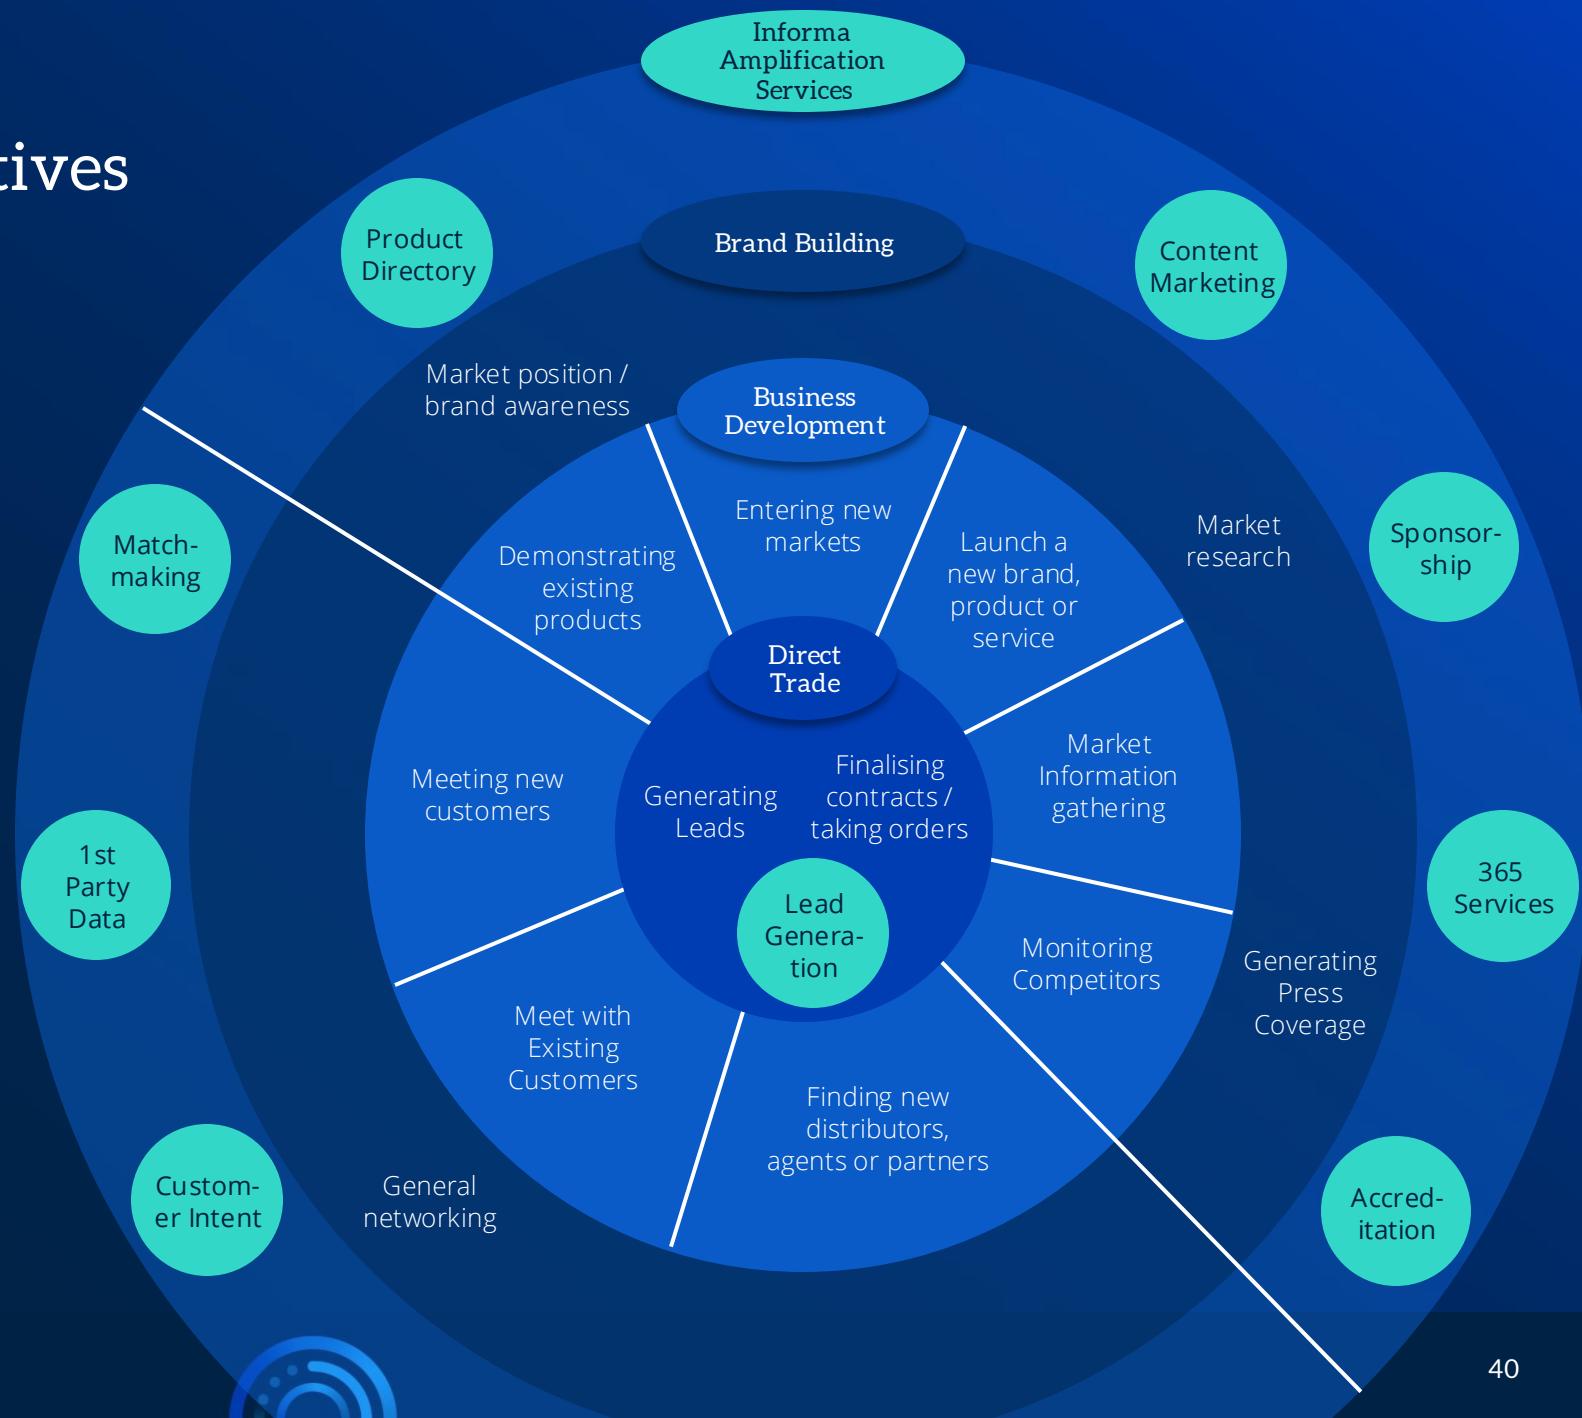 Informa
Amplification
Services
tives
Product
Directory
Brand Building
Content
Marketing
Market position /
brand awareness
Business
Development
Match-
making
Demonstrating
existing
products
Entering new
markets
Launch a
new brand,
product or
service
Market
research
Sponsor-
ship
Direct
Trade
Meeting new
customers
Generating
Leads
Finalising
contracts /
taking orders
Market
Information
gathering
1st
Party
Data
365
Services
Lead
Genera-
tion
Monitoring
Competitors
Generating
Press
Coverage
Meet with
Existing
Customers
Finding new
distributors,
agents or partners
Custom-
er Intent
General
networking
Accred-
itation
40